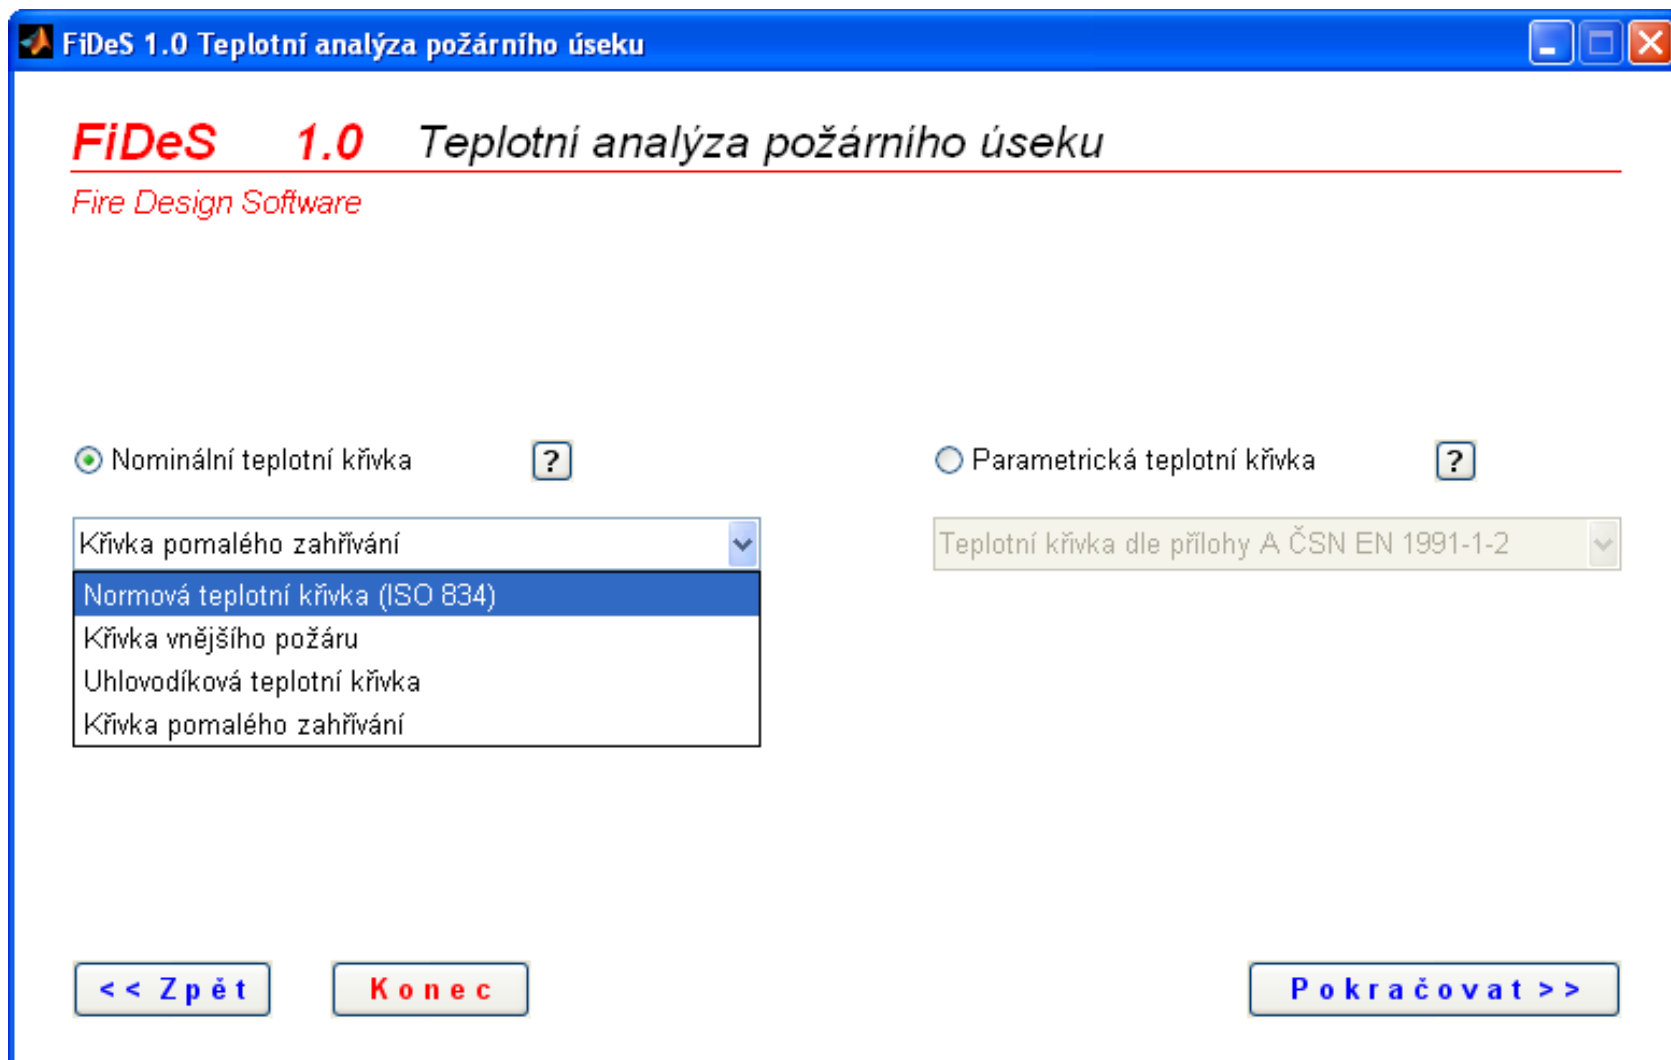 FiDeS 1.0 Teplotní analýza požárního úseku
FiDeS 1.0 Teplotní analýza požárního úseku
Fire Design Software
Nominální teplotní křivka ? Parametrická teplotní křivka ?
Křivka pomalého zahřívání Teplotní křivka dle přílohy A ČSN EN 1991-1-2
Normová teplotní křivka (ISO 834)
Křivka vnějšího požáru
Uhlovodíková teplotní křivka
Křivka pomalého zahřívání
<< Zpět Konec Pokračovat >>